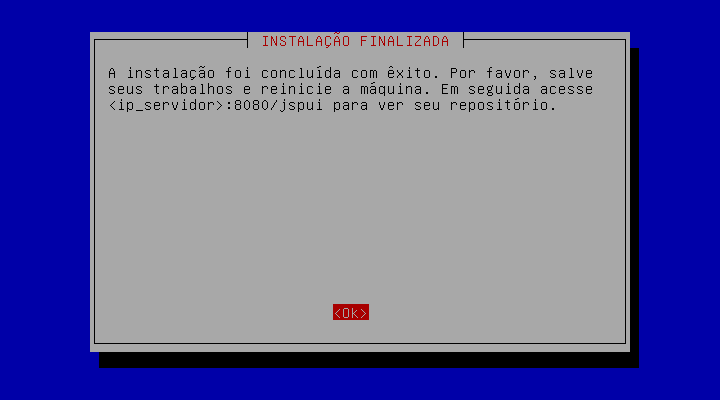 INSTALAÇÃO FINALIZADA
A instalação foi concluída com êxito. Por favor, salve
seus trabalhos e reinicie a máquina. Em seguida acesse
<ip_servidor>:8080/jspui para ver seu repositório.
<Ok>